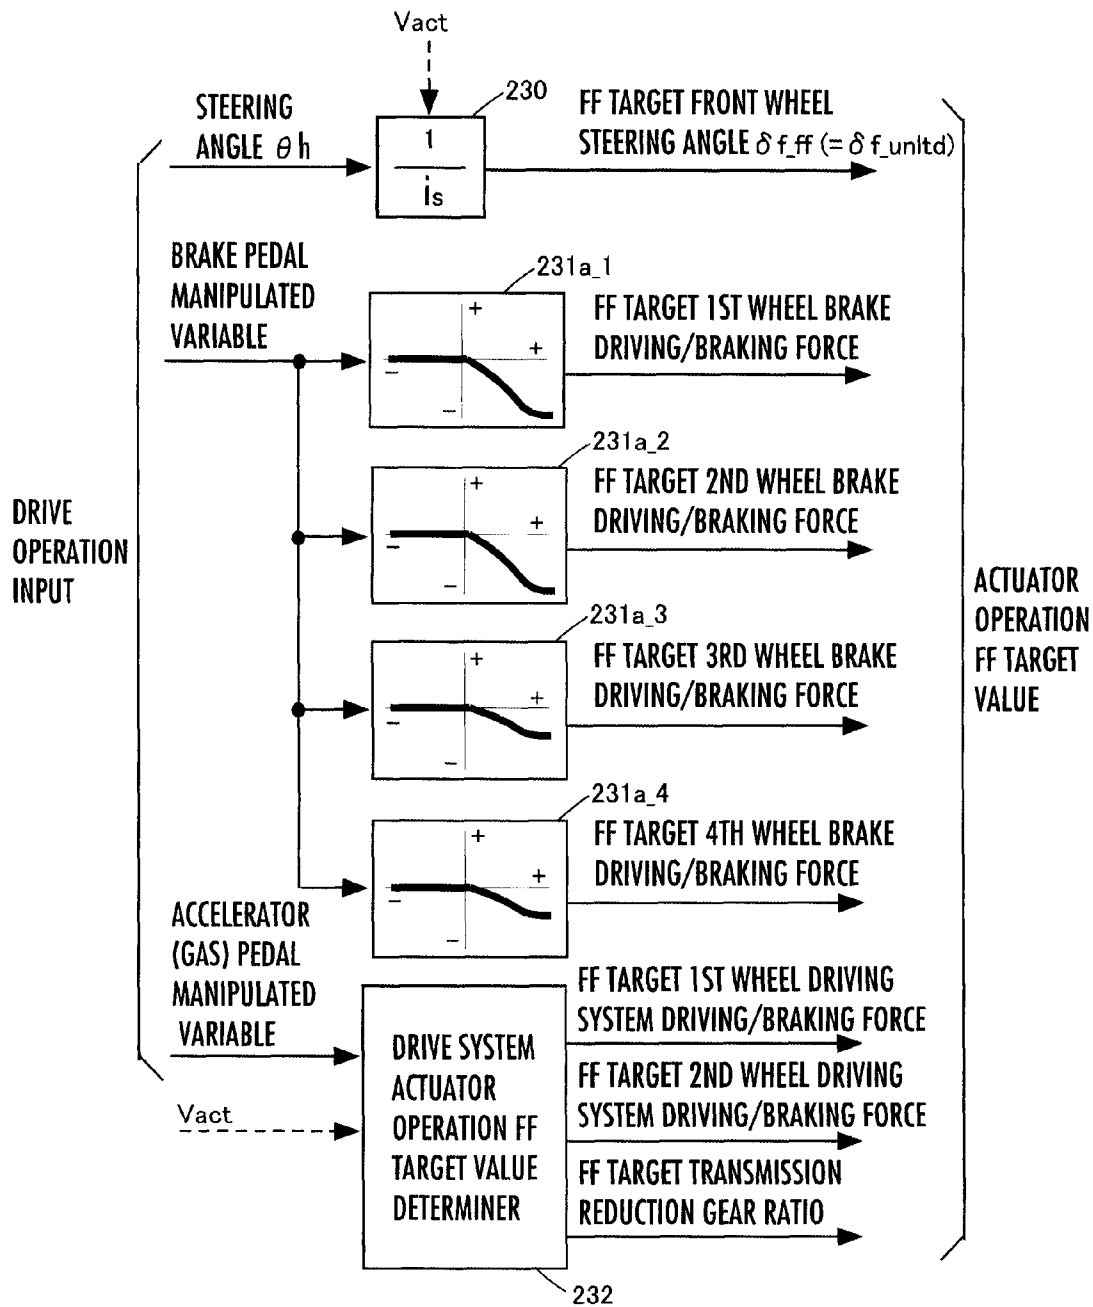 Vact
230
STEERING
ANGLE θh
1
is
FF TARGET FRONT WHEEL
STEERING ANGLE δf_ff (=δf_unltd)
BRAKE PEDAL
MANIPULATED
VARIABLE
231a_1
+
+
−
−
FF TARGET 1ST WHEEL BRAKE
DRIVING/BRAKING FORCE
231a_2
+
+
−
−
FF TARGET 2ND WHEEL BRAKE
DRIVING/BRAKING FORCE
DRIVE
OPERATION
INPUT
231a_3
+
+
−
−
FF TARGET 3RD WHEEL BRAKE
DRIVING/BRAKING FORCE
ACTUATOR
OPERATION
FF TARGET
VALUE
231a_4
+
+
−
−
FF TARGET 4TH WHEEL BRAKE
DRIVING/BRAKING FORCE
ACCELERATOR
(GAS) PEDAL
MANIPULATED
VARIABLE
Vact
DRIVE SYSTEM
ACTUATOR
OPERATION FF
TARGET VALUE
DETERMINER
FF TARGET 1ST WHEEL DRIVING
SYSTEM DRIVING/BRAKING FORCE
FF TARGET 2ND WHEEL DRIVING
SYSTEM DRIVING/BRAKING FORCE
FF TARGET TRANSMISSION
REDUCTION GEAR RATIO
232